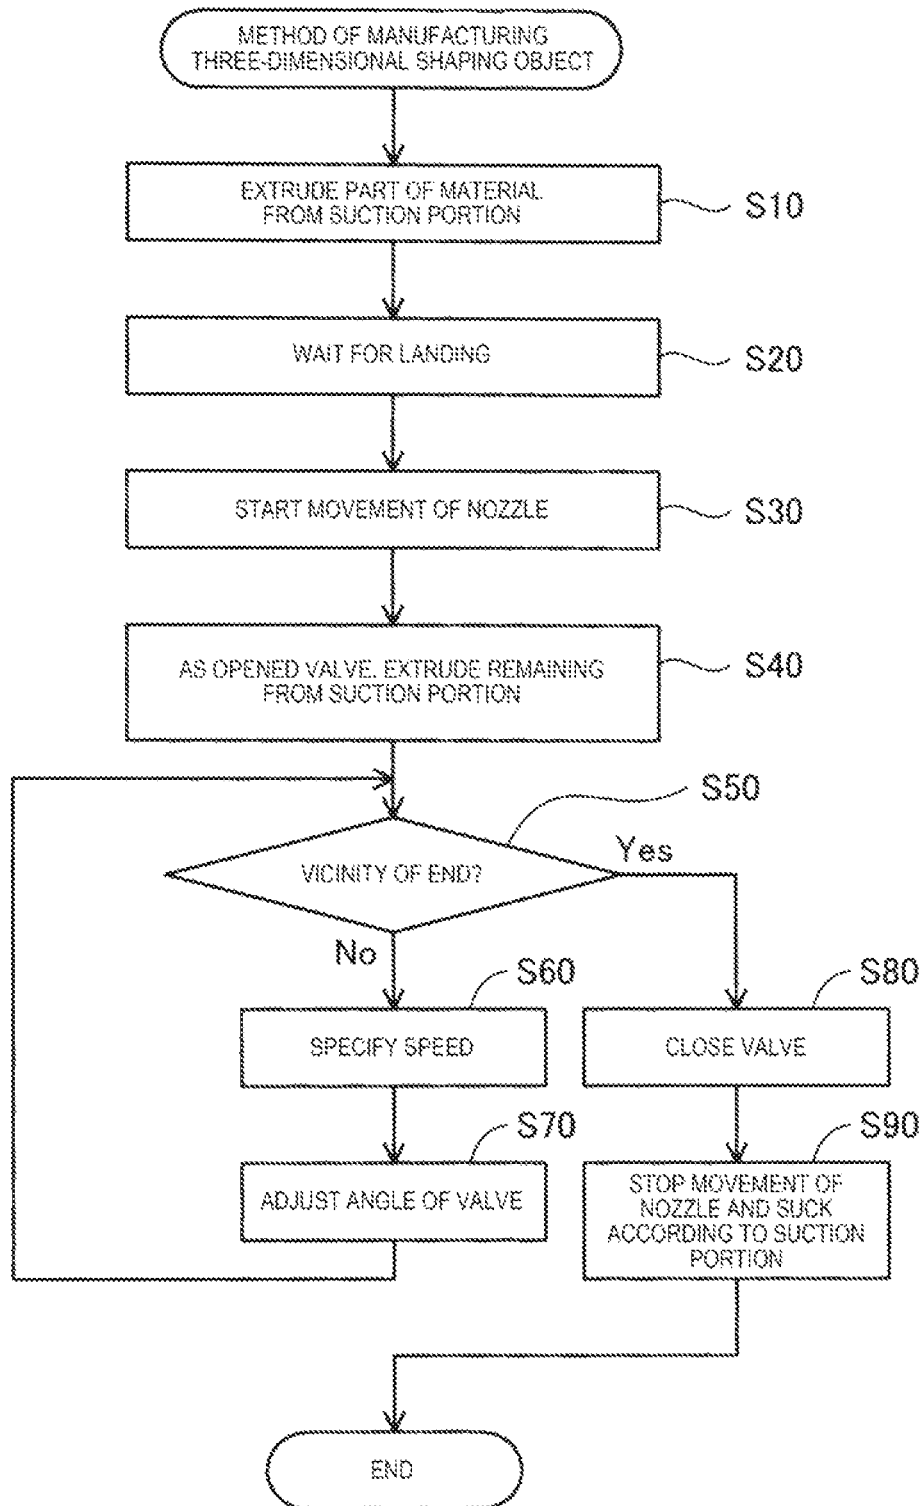 METHOD OF MANUFACTURING
THREE-DIMENSIONAL SHAPING OBJECT
EXTRUDE PART OF MATERIAL
FROM SUCTION PORTION
S10
WAIT FOR LANDING
S20
START MOVEMENT OF NOZZLE
S30
AS OPENED VALVE, EXTRUDE REMAINING
FROM SUCTION PORTION
S40
S50
VICINITY OF END?
Yes
No
S60
SPECIFY SPEED
S80
CLOSE VALVE
S70
ADJUST ANGLE OF VALVE
S90
STOP MOVEMENT OF
NOZZLE AND SUCK
ACCORDING TO SUCTION
PORTION
END